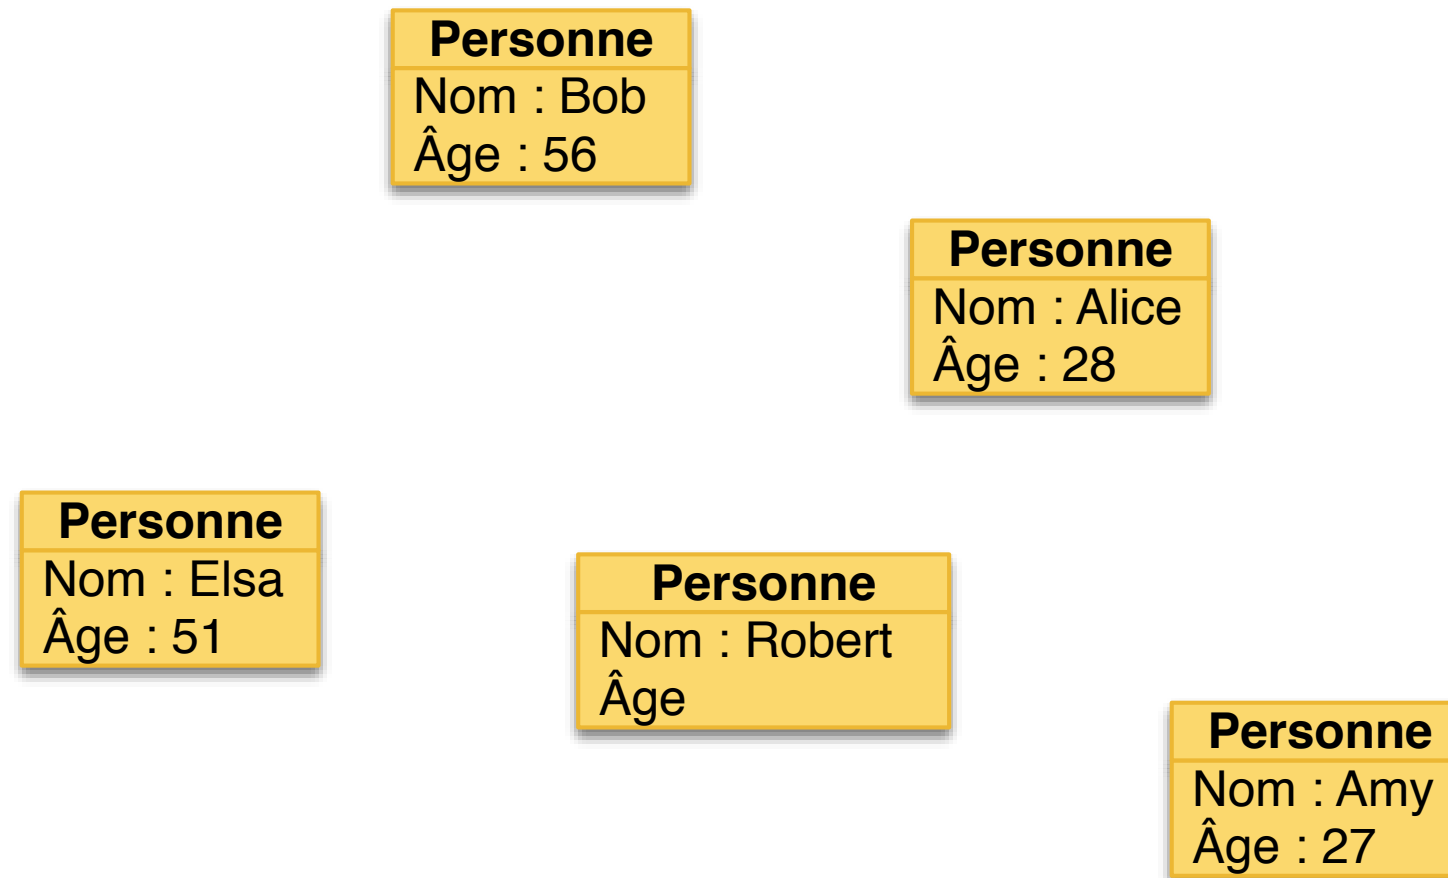 Personne
Nom : Bob
Âge : 56
Personne
Nom : Alice
Âge : 28
Personne
Nom : Elsa
Âge : 51
Personne
Nom : Robert
Âge
Personne
Nom : Amy
Âge : 27